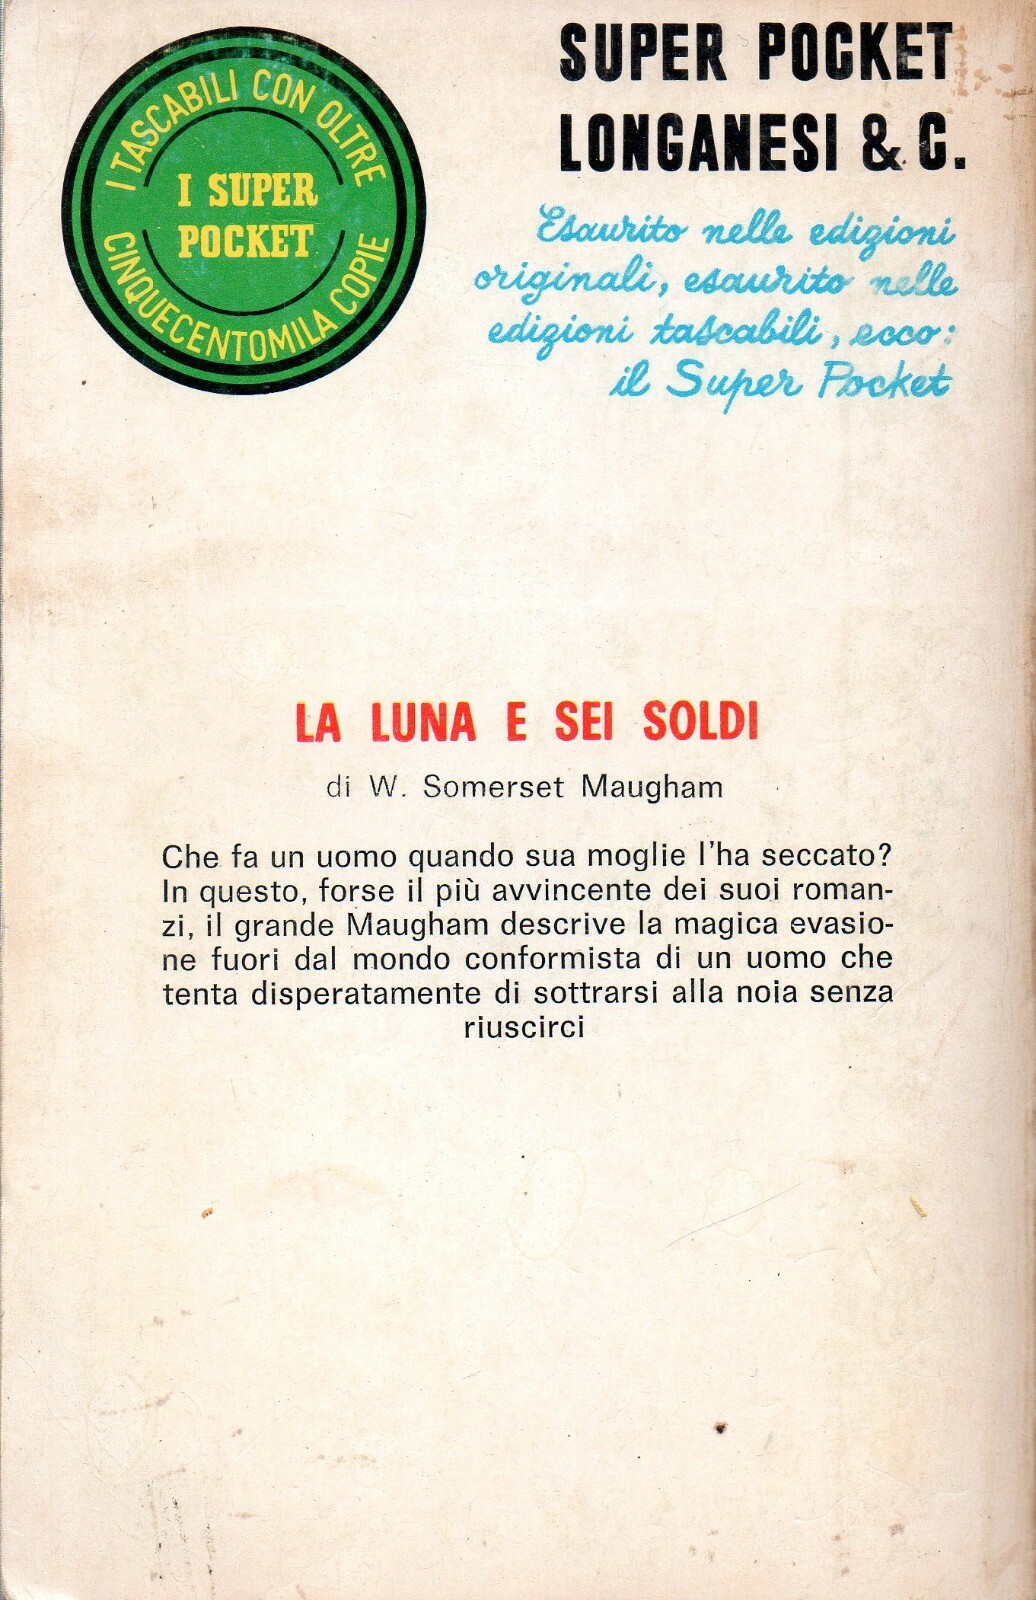 I TASCABILI CON OLTRE
I SUPER
POCKET
CINQUECENTOMILA COPIE
SUPER POCKET
LONGANESI & C.
Esaurito nelle edizioni
originali, esaurito nelle
edizioni tascabili, ecco:
il Super Pocket
LA LUNA E SEI SOLDI
di W. Somerset Maugham
Che fa un uomo quando sua moglie l'ha seccato?
In questo, forse il più avvincente dei suoi roman-
zi, il grande Maugham descrive la magica evasio-
ne fuori dal mondo conformista di un uomo che
tenta disperatamente di sottrarsi alla noia senza
riuscirci